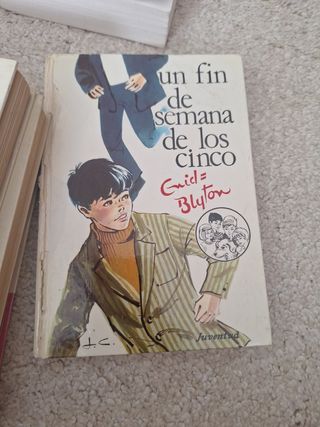 un fin
de
semana
de los
cinco
Enid
Blyton
J.C.
Juventud